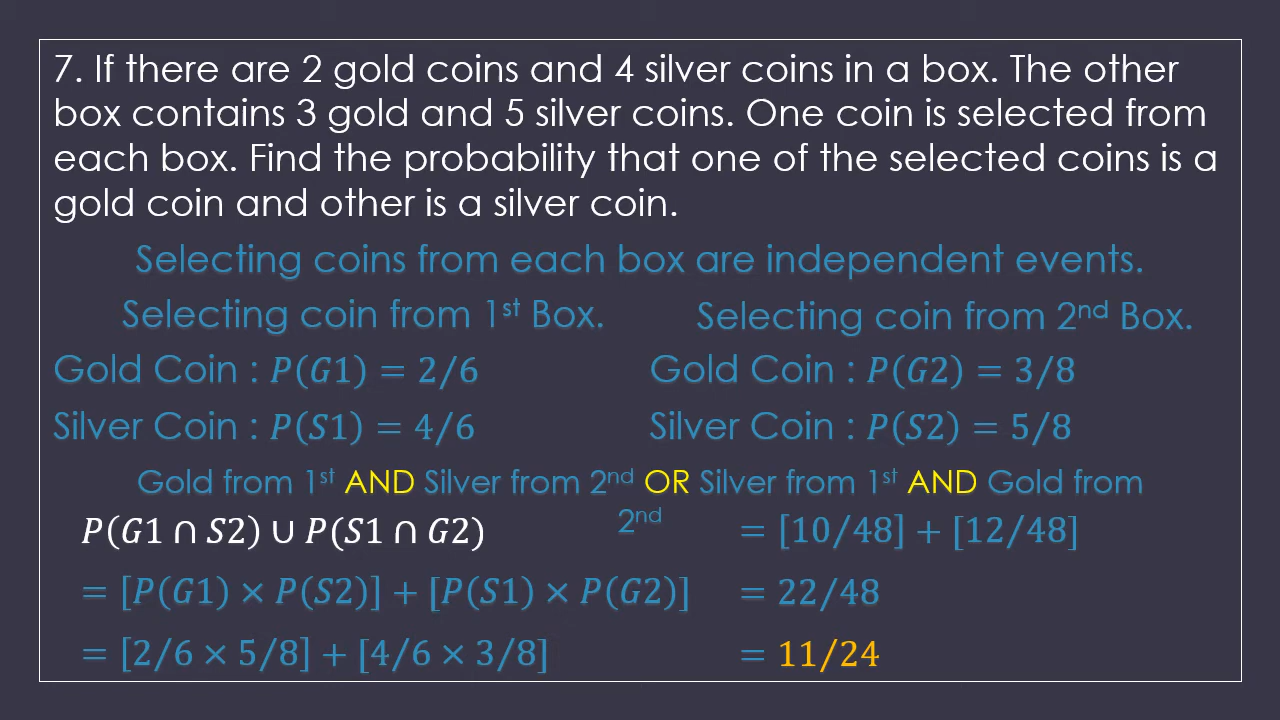 7. If there are 2 gold coins and 4 silver coins in a box. The other
box contains 3 gold and 5 silver coins. One coin is selected from
each box. Find the probability that one of the selected coins is a
gold coin and other is a silver coin.
Selecting coins from each box are independent events.
Selecting coin from 1st Box.
Selecting coin from 2nd Box.
Gold Coin : P(G1) = 2/6
Gold Coin : P(G2) = 3/8
Silver Coin : P(S1) = 4/6
Silver Coin : P(S2) = 5/8
Gold from 1st AND Silver from 2nd OR Silver from 1st AND Gold from
2nd
P(G1 ∩ S2) ∪ P(S1 ∩ G2)
= [P(G1) × P(S2)] + [P(S1) × P(G2)]
= [2/6 × 5/8] + [4/6 × 3/8]
= [10/48] + [12/48]
= 22/48
= 11/24